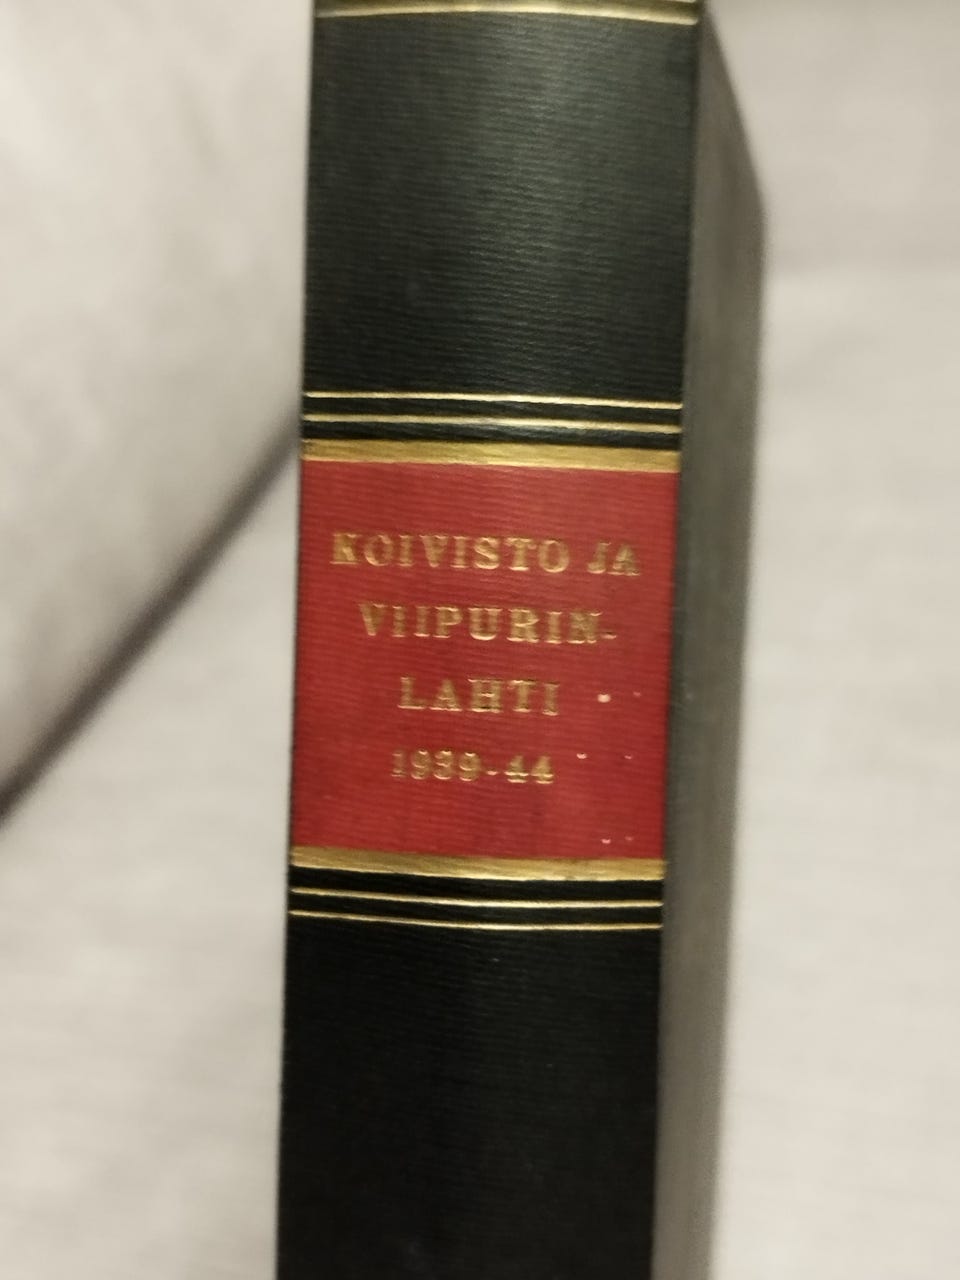 KOIVISTO JA
VIIPURIN-
LAHTI
1939-44